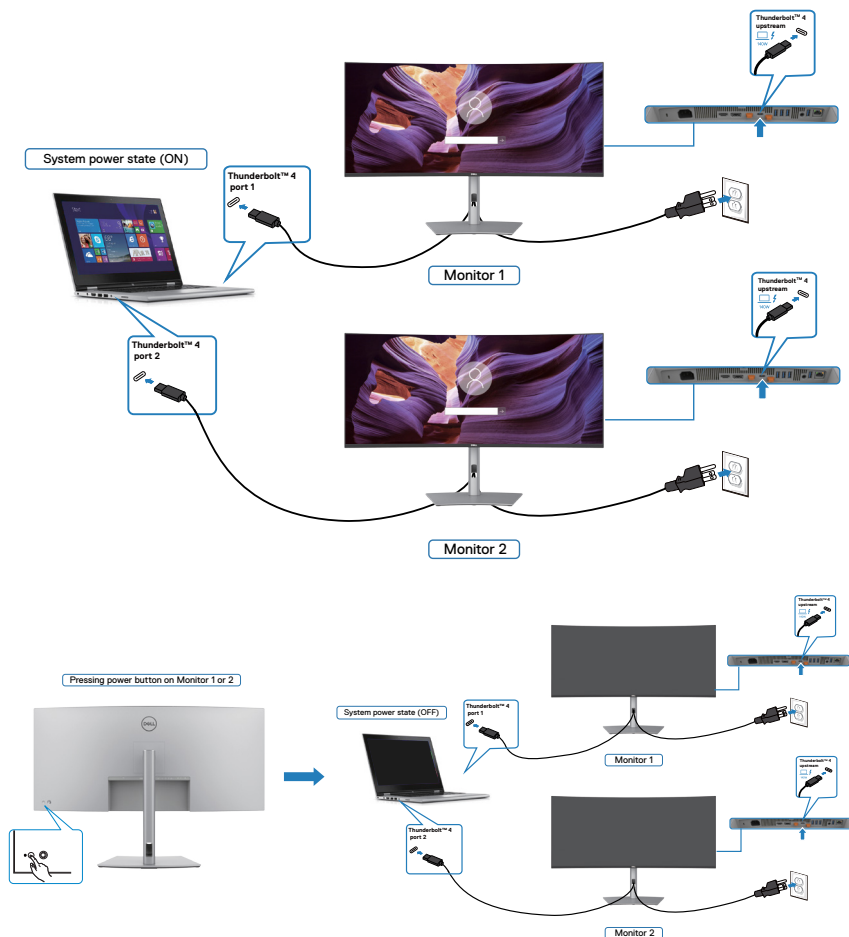 Thunderbolt™ 4
upstream
System power state (ON)
Thunderbolt™ 4
port 1
Monitor 1
Thunderbolt™ 4
upstream
Thunderbolt™ 4
port 2
Monitor 2
Pressing power button on Monitor 1 or 2
DELL
System power state (OFF)
Thunderbolt™ 4
port 1
Thunderbolt™ 4
upstream
Monitor 1
Thunderbolt™ 4
port 2
Thunderbolt™ 4
upstream
Monitor 2